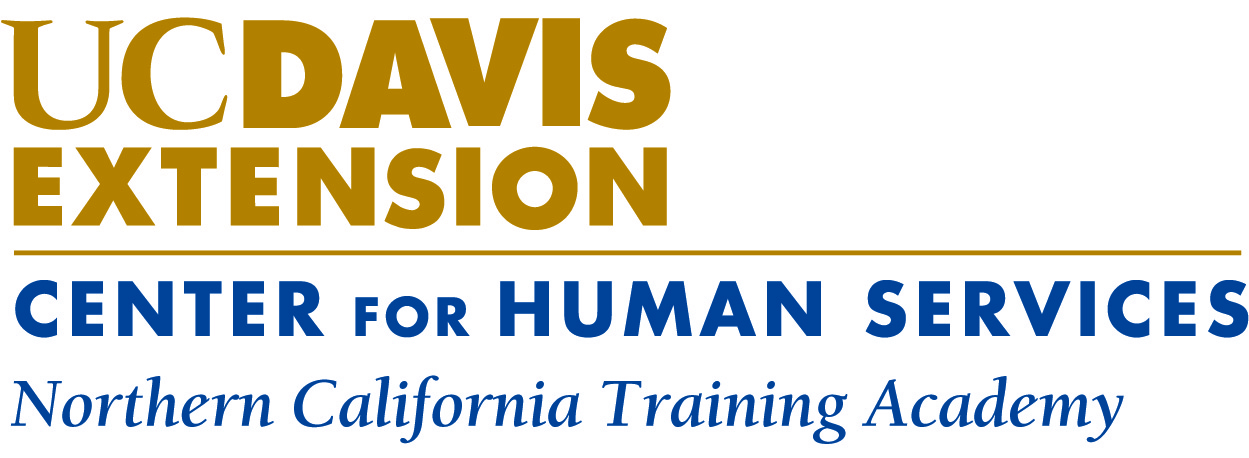 UCDAVIS
EXTENSION
CENTER FOR HUMAN SERVICES
Northern California Training Academy